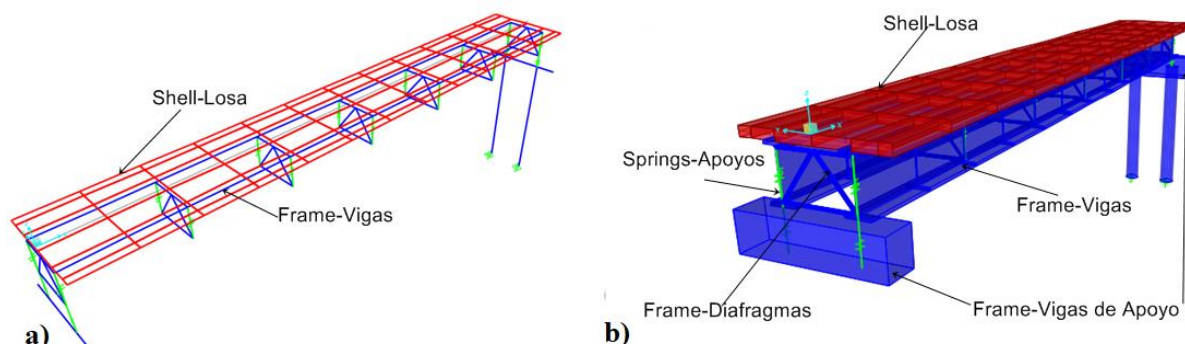 Shell-Losa
Frame-Vigas
a)
Shell-Losa
Springs-Apoyos
Frame-Vigas
Frame-Diafragmas
Frame-Vigas de Apoyo
b)